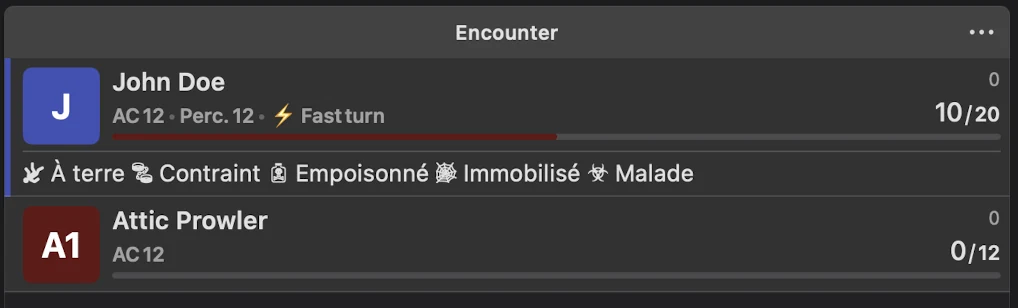 Encounter
J
John Doe
0
AC 12 • Perc. 12 • ⚡ Fast turn
10/20
À terre Contraint Empoisonné Immobilisé Malade
A1
Attic Prowler
0
AC 12
0/12